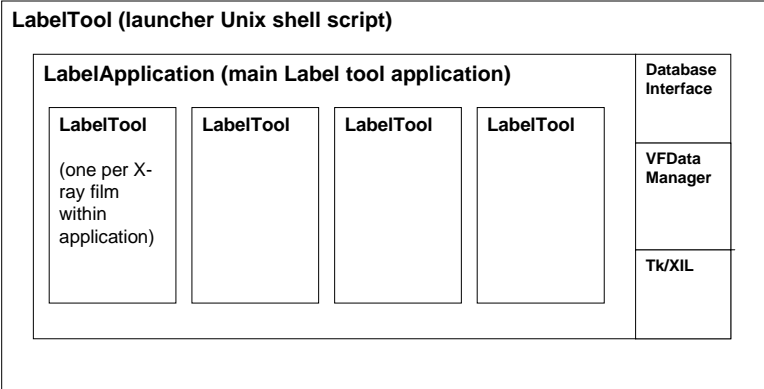 LabelTool (launcher Unix shell script)
LabelApplication (main Label tool application)
LabelTool
(one per X-
ray film
within
application)
LabelTool
LabelTool
LabelTool
Database
Interface
VFData
Manager
Tk/XIL